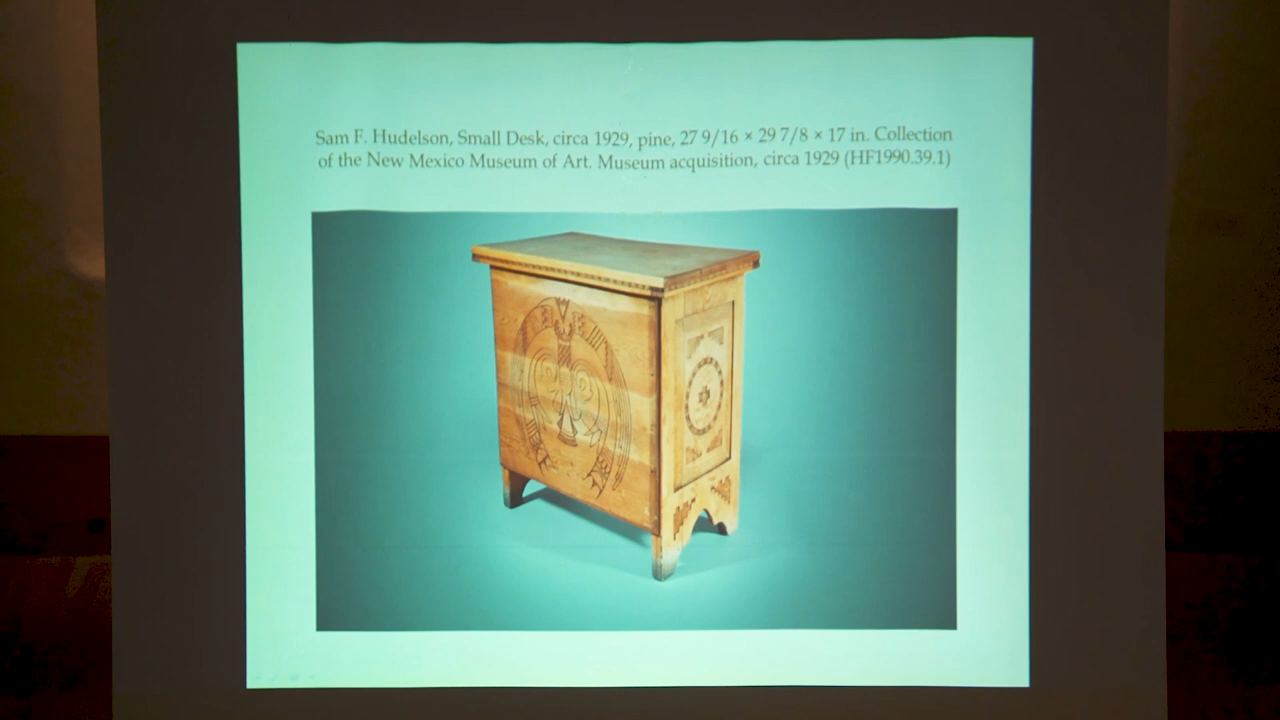 Sam F. Hudelson, Small Desk, circa 1929, pine, 27 9/16 × 29 7/8 × 17 in. Collection
of the New Mexico Museum of Art. Museum acquisition, circa 1929 (HF1990.39.1)